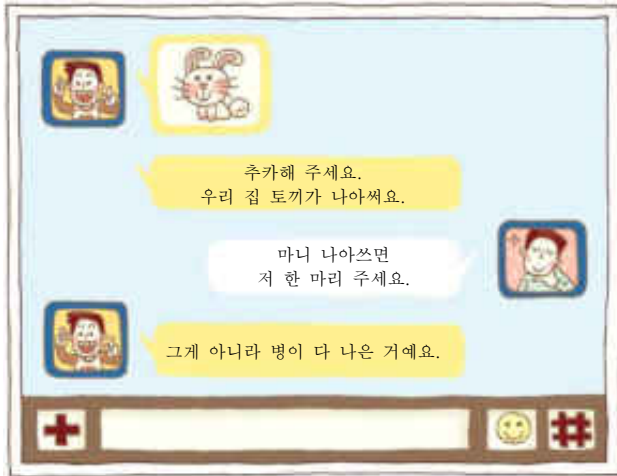 추카해 주세요.
우리 집 토끼가 나아써요.
마니 나아쓰면
저 한 마리 주세요.
그게 아니라 병이 다 나은 거예요.